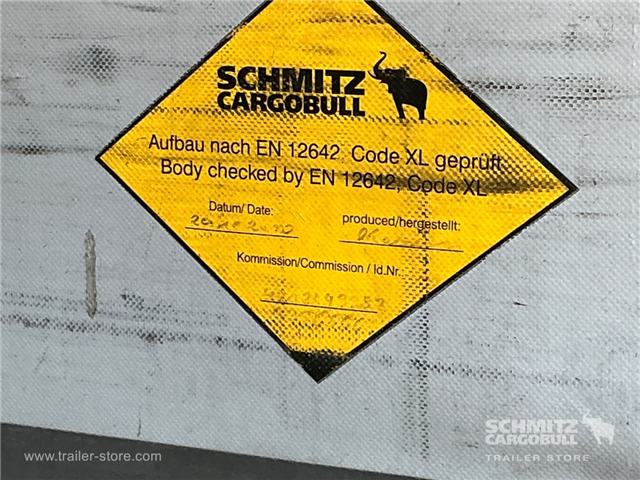 SCHMITZ
CARGOBULL
Aufbau nach EN 12642, Code XL geprüft
Body checked by EN 12642, Code XL
Datum/ Date:
produced/hergestellt:
Kommission/Commission / Id.Nr.
www.trailer-store.com
SCHMITZ
CARGOBULL
TRAILER STORE